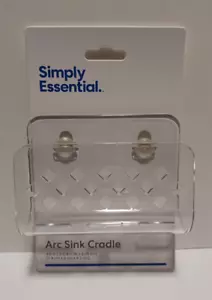 Simply
Essential.
Arc Sink Cradle